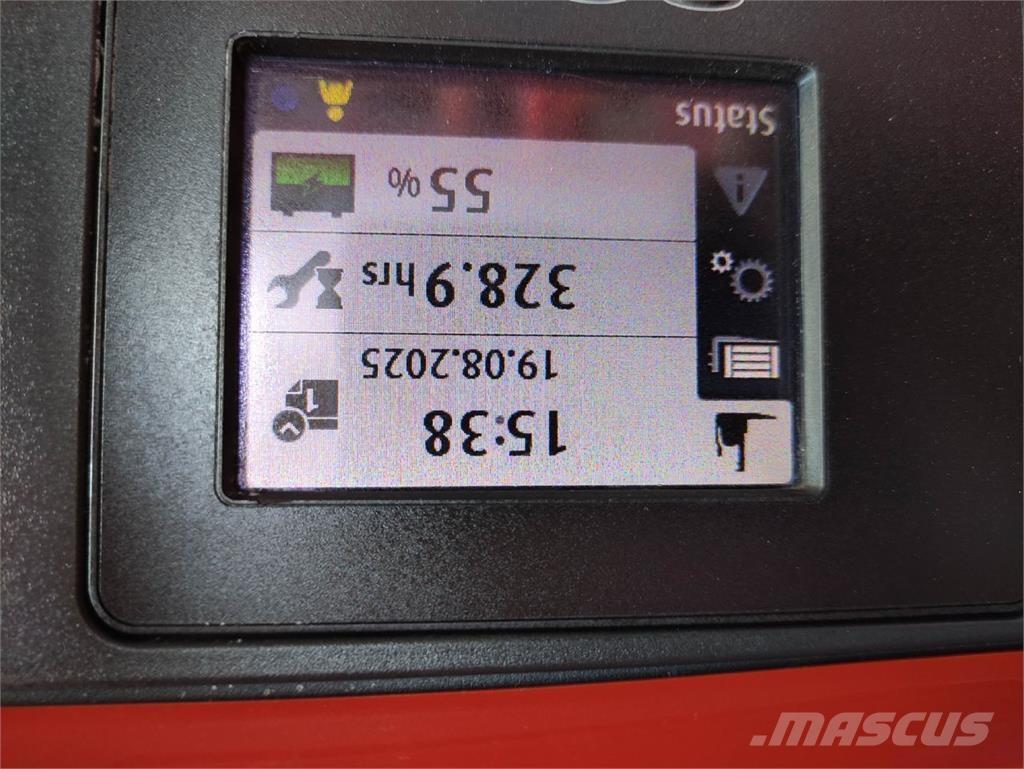 15:38
19.08.2025
328.9 hrs
55 %
Status
.MASCUS